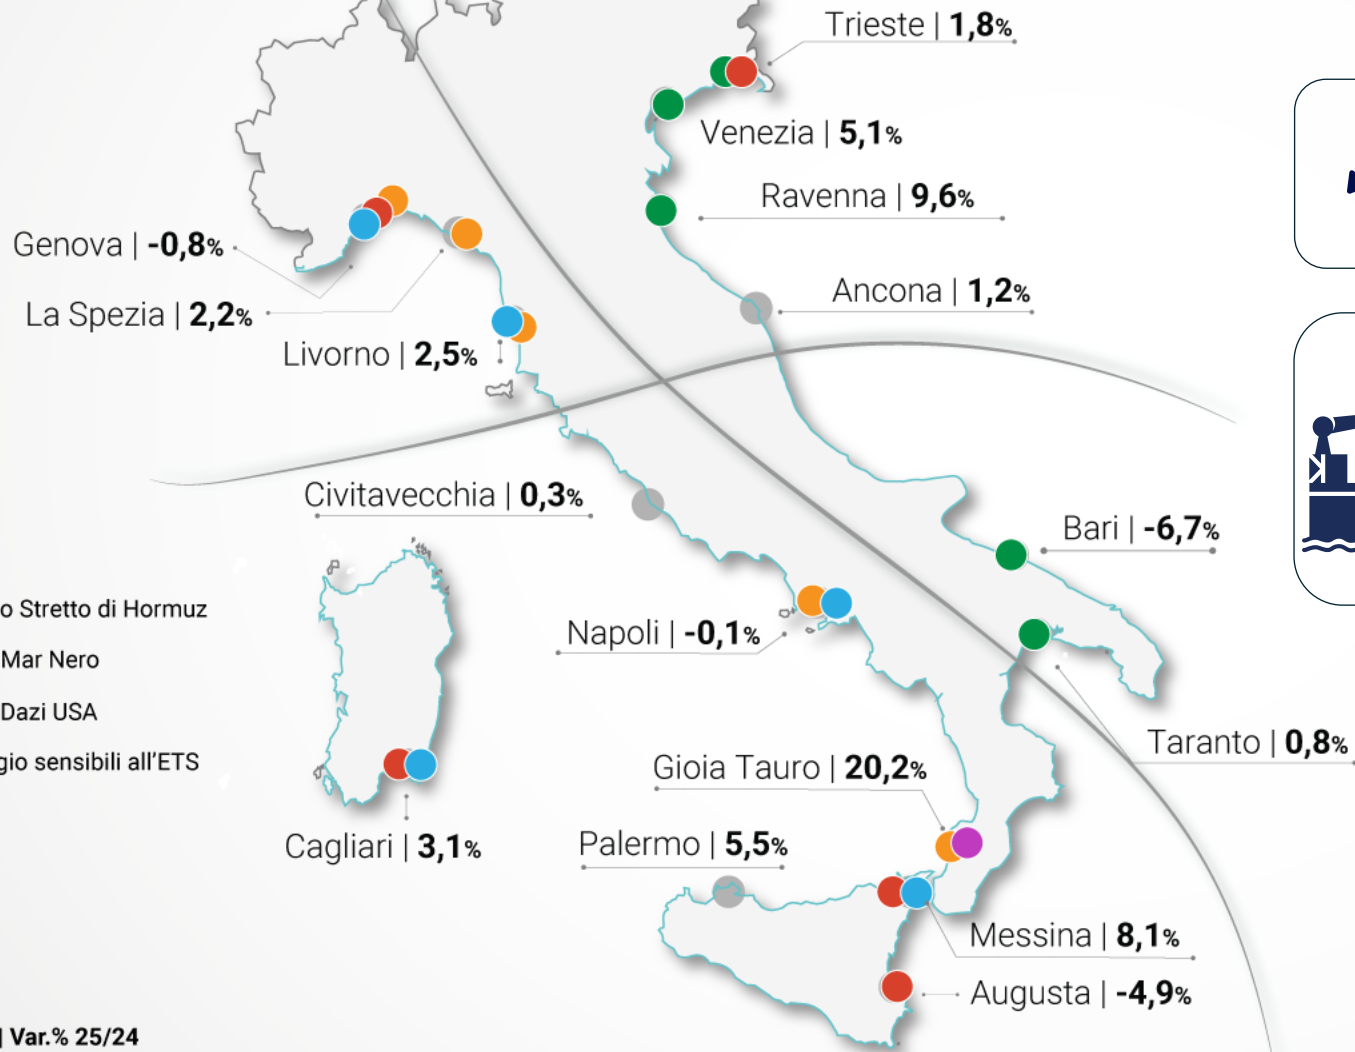 Trieste | 1,8%
Venezia | 5,1%
Ravenna | 9,6%
Genova | -0,8%
La Spezia | 2,2%
Ancona | 1,2%
Livorno | 2,5%
Civitavecchia | 0,3%
Bari | -6,7%
o Stretto di Hormuz
Napoli | -0,1%
Mar Nero
Dazi USA
Taranto | 0,8%
gio sensibili all'ETS
Gioia Tauro | 20,2%
Cagliari | 3,1%
Palermo | 5,5%
Messina | 8,1%
Augusta | -4,9%
| Var.% 25/24